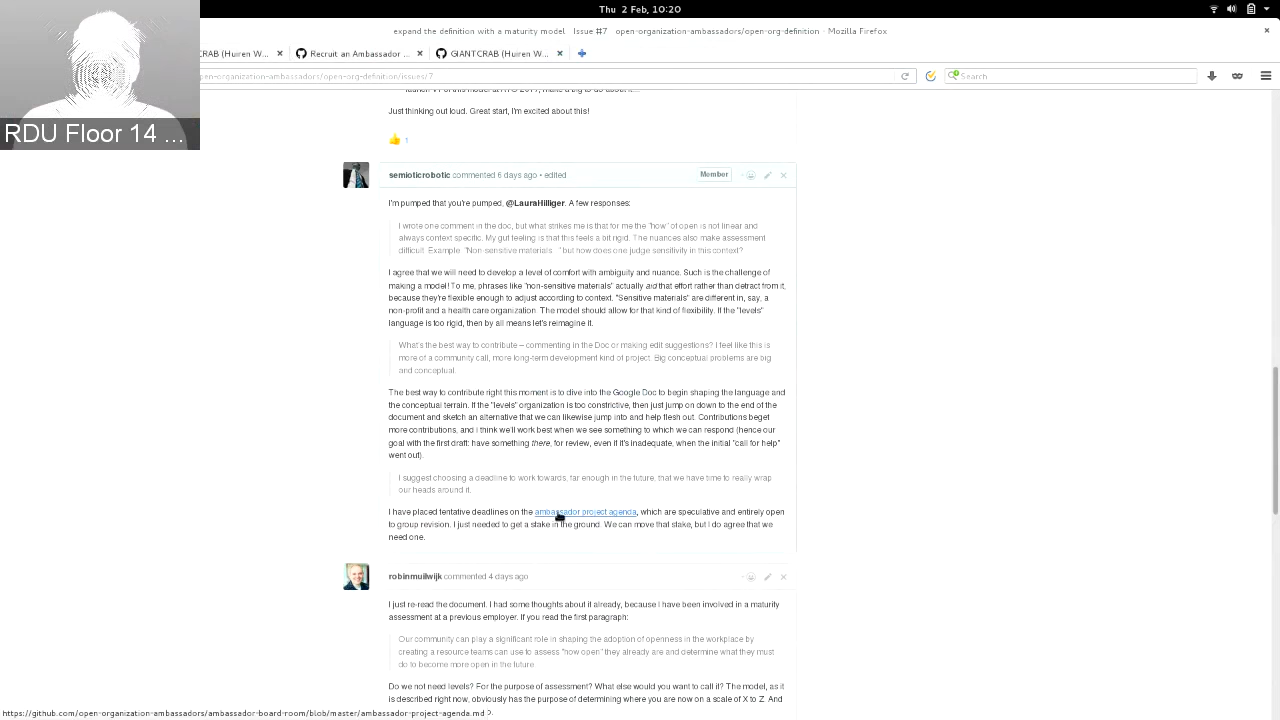 Thu 2 Feb, 10:20
expand the definition with a maturity model Issue #7 open-organization-ambassadors/open-org-definition - Mozilla Firefox
CRAB (Huiren W...
Recruit an Ambassador ...
GIANTCRAB (Huiren W...
open-organization-ambassadors/open-org-definition/issues/7
Search
RDU Floor 14 ...
Just thinking out loud. Great start, I'm excited about this!
1
semioticrobotic commented 6 days ago • edited
Member
I'm pumped that you're pumped, @LauraHilliger. A few responses:
I wrote one comment in the doc, but what strikes me is that for me the "how" of open is not linear and
always context specific. My gut feeling is that this feels a bit rigid. The nuances also make assessment
difficult. Example. "Non-sensitive materials..." but how does one judge sensitivity in this context?
I agree that we will need to develop a level of comfort with ambiguity and nuance. Such is the challenge of
making a model! To me, phrases like "non-sensitive materials" actually aid that effort rather than detract from it,
because they're flexible enough to adjust according to context. "Sensitive materials" are different in, say, a
non-profit and a health care organization. The model should allow for that kind of flexibility. If the "levels"
language is too rigid, then by all means let's reimagine it.
What's the best way to contribute -- commenting in the Doc or making edit suggestions? I feel like this is
more of a community call, more long-term development kind of project. Big conceptual problems are big
and conceptual.
The best way to contribute right this moment is to dive into the Google Doc to begin shaping the language and
the conceptual terrain. If the "levels" organization is too constrictive, then just jump on down to the end of the
document and sketch an alternative that we can likewise jump into and help flesh out. Contributions beget
more contributions, and i think we'll work best when we see something to which we can respond (hence our
goal with the first draft: have something there, for review, even if it's inadequate, when the initial "call for help"
went out).
I suggest choosing a deadline to work towards, far enough in the future, that we have time to really wrap
our heads around it.
I have placed tentative deadlines on the ambassador project agenda, which are speculative and entirely open
to group revision. I just needed to get a stake in the ground. We can move that stake, but I do agree that we
need one.
robinmuilwijk commented 4 days ago
I just re-read the document. I had some thoughts about it already, because I have been involved in a maturity
assessment at a previous employer. If you read the first paragraph:
Our community can play a significant role in shaping the adoption of openness in the workplace by
creating a resource teams can use to assess "how open" they already are and determine what they must
do to become more open in the future
Do we not need levels? For the purpose of assessment? What else would you want to call it? The model, as it
is described right now, obviously has the purpose of determining where you are now on a scale of X to Z. And
https://github.com/open-organization-ambassadors/ambassador-board-room/blob/master/ambassador-project-agenda.md ?.